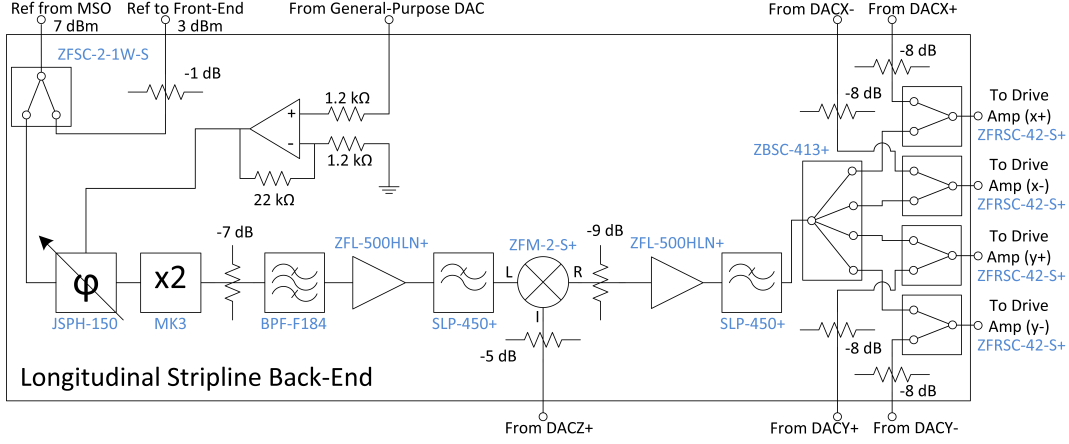 Ref from MSO
7 dBm
Ref to Front-End
3 dBm
From General-Purpose DAC
From DACX-
From DACX+
ZFSC-2-1W-S
-1 dB
1.2 kΩ
+
-
1.2 kΩ
22 kΩ
-8 dB
-8 dB
ZBSC-413+
To Drive
Amp (x+)
ZFRSC-42-S+
To Drive
Amp (x-)
ZFRSC-42-S+
To Drive
Amp (y+)
ZFRSC-42-S+
To Drive
Amp (y-)
ZFRSC-42-S+
φ
JSPH-150
x2
MK3
-7 dB
BPF-F184
ZFL-500HLN+
SLP-450+
ZFM-2-S+
L
R
I
-9 dB
ZFL-500HLN+
SLP-450+
-5 dB
-8 dB
-8 dB
Longitudinal Stripline Back-End
From DACZ+
From DACY+
From DACY-